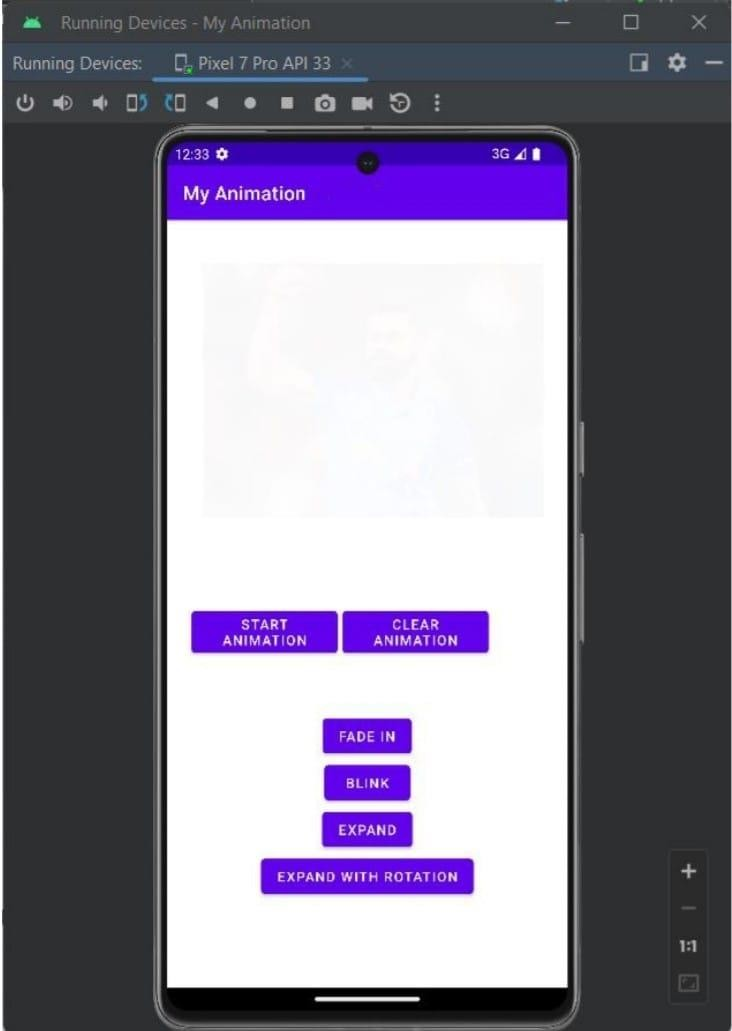 Running Devices - My Animation
Running Devices: Pixel 7 Pro API 33
12:33 3G
My Animation
START
ANIMATION
CLEAR
ANIMATION
FADE IN
BLINK
EXPAND
EXPAND WITH ROTATION
1:1